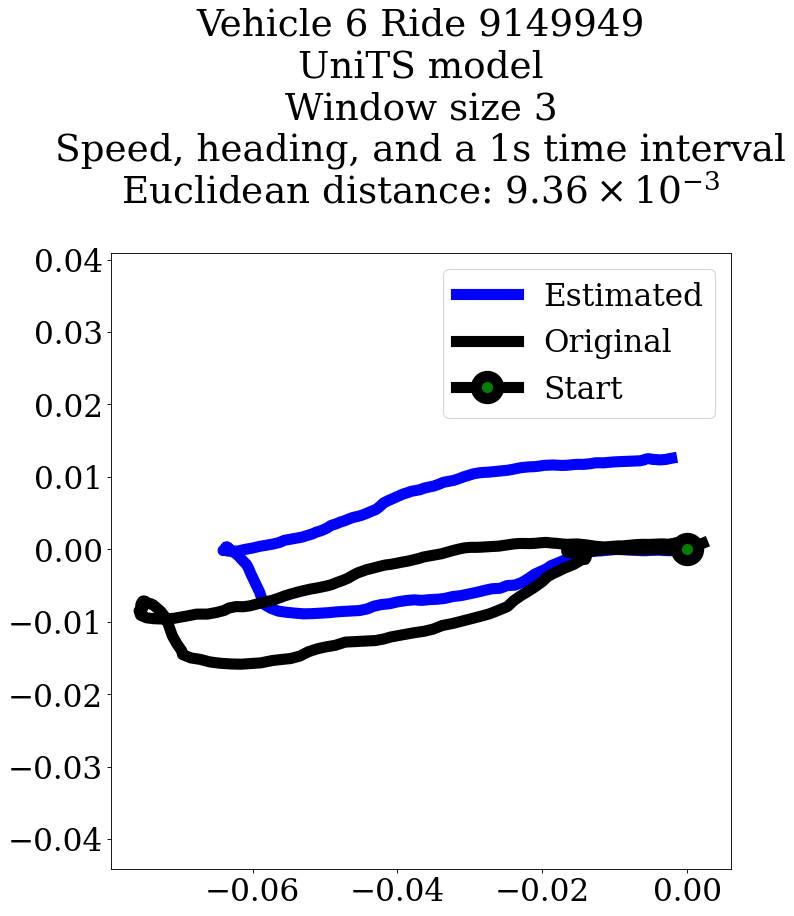 Vehicle 6 Ride 9149949
UniTS model
Window size 3
Speed, heading, and a 1s time interval
Euclidean distance: 9.36 × 10⁻³
Estimated
Original
Start
0.04
0.03
0.02
0.01
0.00
−0.01
−0.02
−0.03
−0.04
−0.06 −0.04 −0.02 0.00